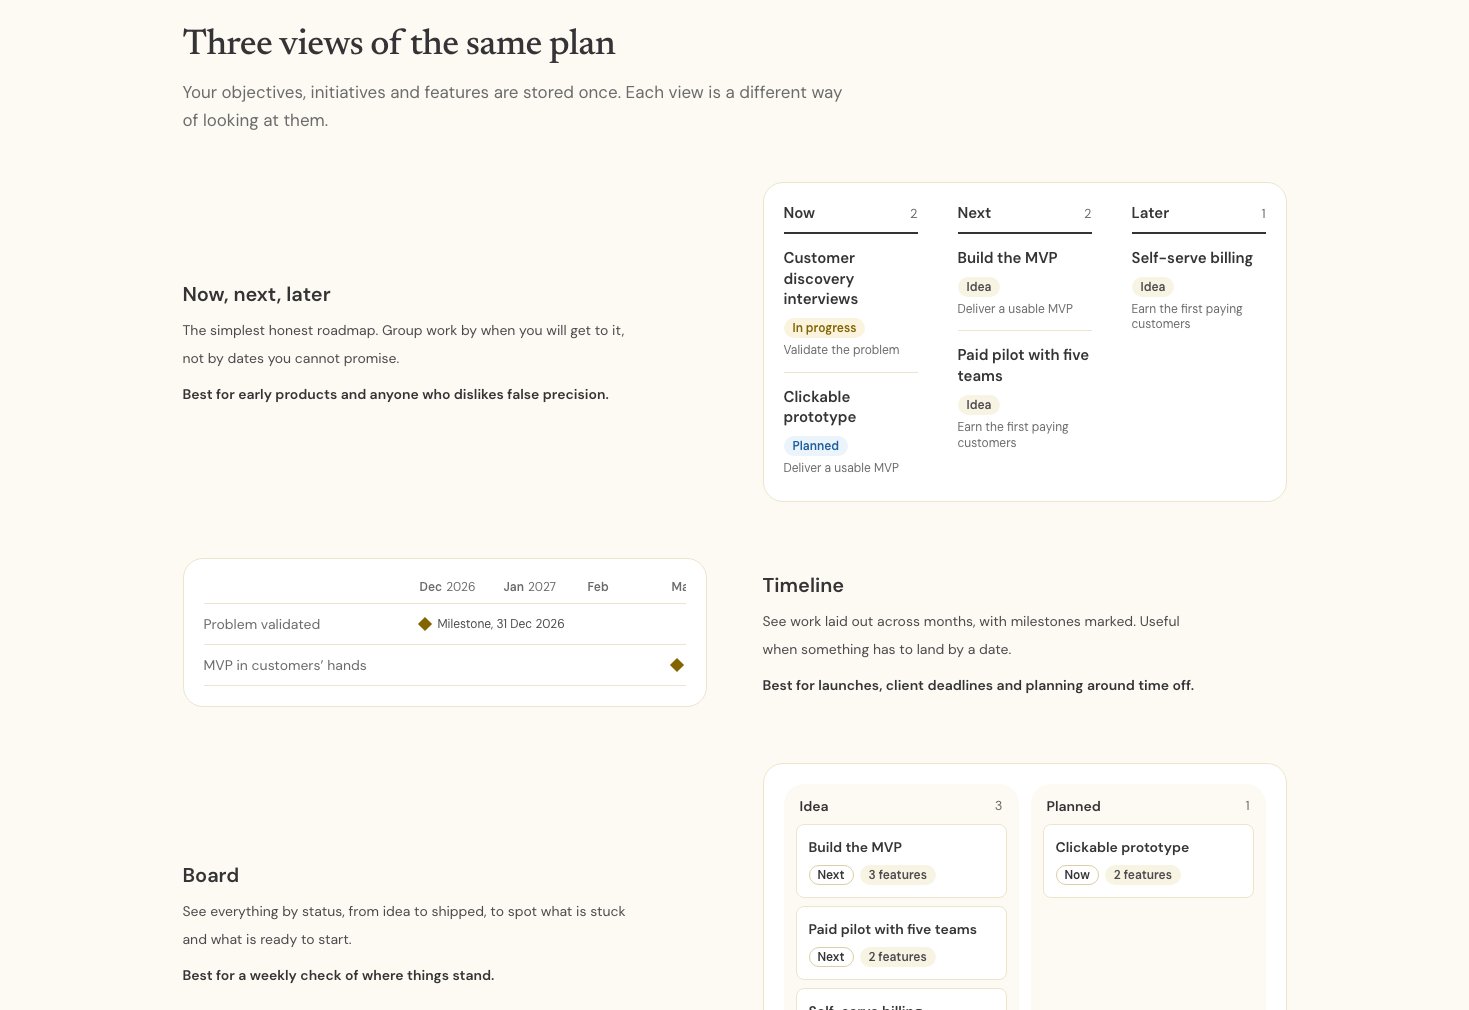 Three views of the same plan
Your objectives, initiatives and features are stored once. Each view is a different way
of looking at them.
Now, next, later
The simplest honest roadmap. Group work by when you will get to it,
not by dates you cannot promise.
Best for early products and anyone who dislikes false precision.
Now 2
Customer
discovery
interviews
In progress
Validate the problem
Clickable
prototype
Planned
Deliver a usable MVP
Next 2
Build the MVP
Idea
Deliver a usable MVP
Paid pilot with five
teams
Idea
Earn the first paying
customers
Later 1
Self-serve billing
Idea
Earn the first paying
customers
Dec 2026 Jan 2027 Feb
Problem validated Milestone, 31 Dec 2026
MVP in customers’ hands
Timeline
See work laid out across months, with milestones marked. Useful
when something has to land by a date.
Best for launches, client deadlines and planning around time off.
Board
See everything by status, from idea to shipped, to spot what is stuck
and what is ready to start.
Best for a weekly check of where things stand.
Idea 3
Build the MVP
Next 3 features
Paid pilot with five teams
Next 2 features
Self-serve billing
Planned 1
Clickable prototype
Now 2 features